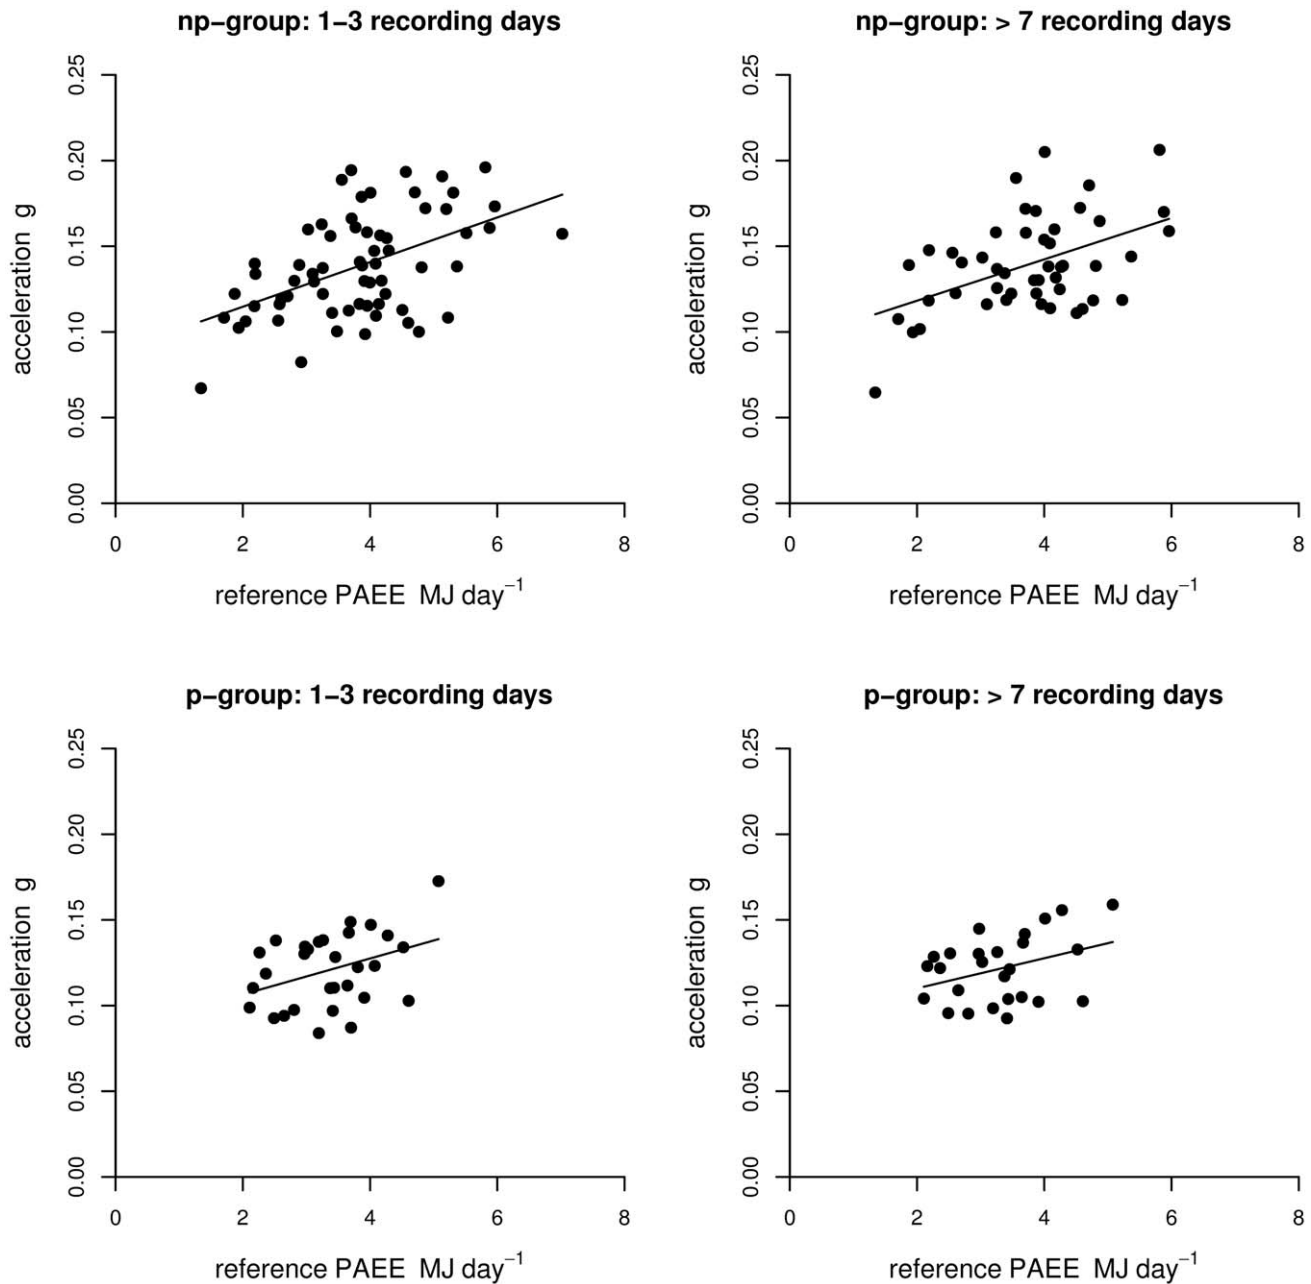 np−group: 1−3 recording days
0.25
0.20
0.15
0.10
0.05
0.00
acceleration g
0 2 4 6 8
reference PAEE MJ day−1
np−group: > 7 recording days
0.25
0.20
0.15
0.10
0.05
0.00
acceleration g
0 2 4 6 8
reference PAEE MJ day−1
p−group: 1−3 recording days
0.25
0.20
0.15
0.10
0.05
0.00
acceleration g
0 2 4 6 8
reference PAEE MJ day−1
p−group: > 7 recording days
0.25
0.20
0.15
0.10
0.05
0.00
acceleration g
0 2 4 6 8
reference PAEE MJ day−1